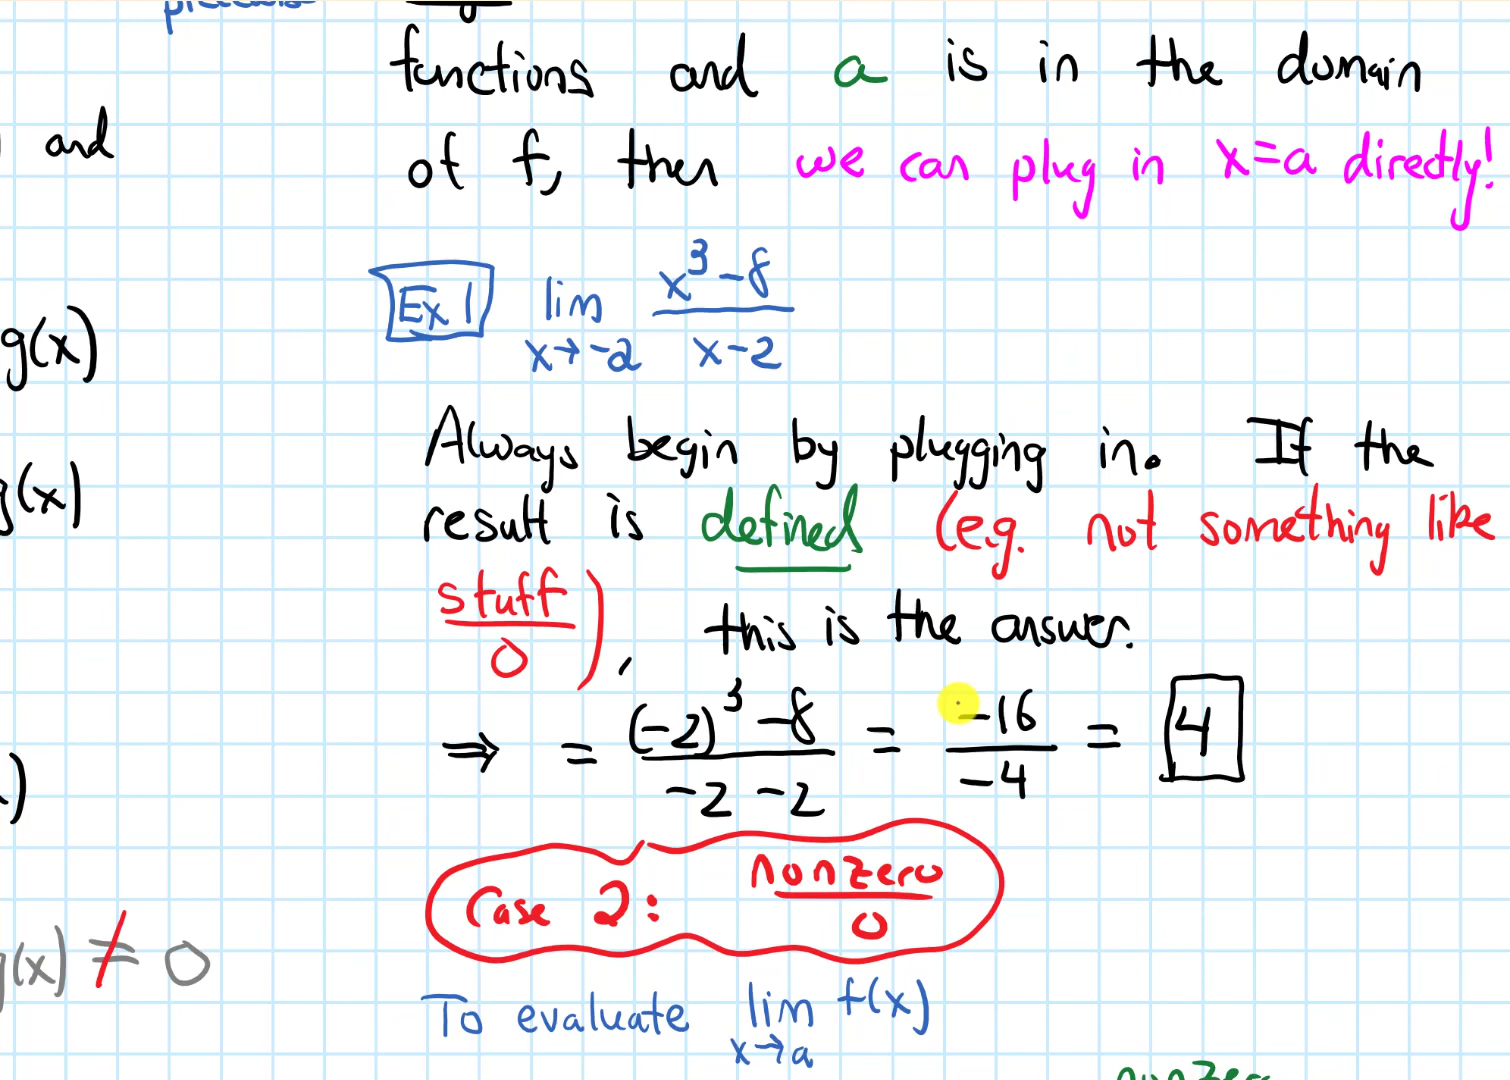 functions and a is in the domain
and
of f, then we can plug in x=a directly!
Ex 1 lim x→-2 (x³-8)/(x-2)
g(x)
Always begin by plugging in. If the
g(x)
result is defined (e.g. not something like
stuff/0), this is the answer.
⇒ = ((-2)³-8)/(-2-2) = -16/-4 = 4
)
Case 2: nonzero/0
g(x) ≠ 0
To evaluate lim x→a f(x)
nonzero